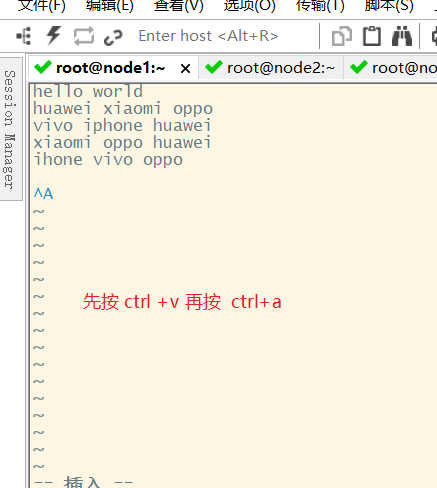 文件(F) 编辑(E) 查看(V) 选项(O) 传输(T) 脚本(S)
Enter host <Alt+R>
Session Manager
root@node1:~ × root@node2:~ root@no
hello world
huawei xiaomi oppo
vivo iphone huawei
xiaomi oppo huawei
ihone vivo oppo
^A
~
~
~
~
~
~
先按 ctrl +v 再按 ctrl+a
~
~
~
~
~
~
~
~
~
~
-- 插入 --